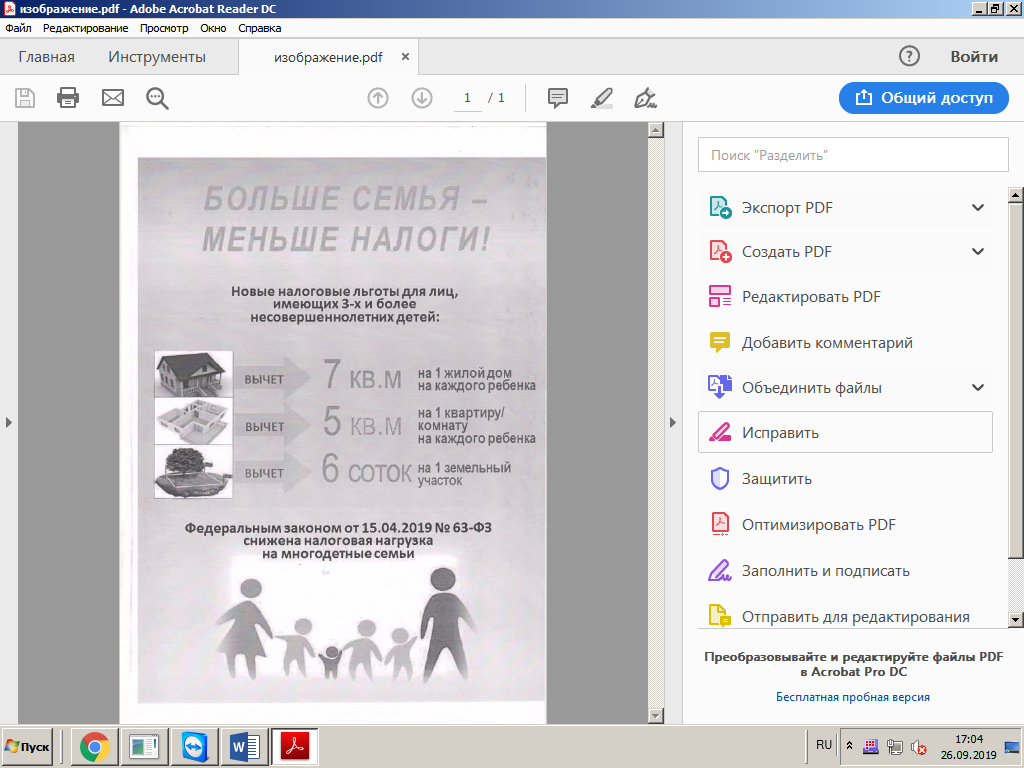 изображение.pdf - Adobe Acrobat Reader DC
Файл Редактирование Просмотр Окно Справка
Главная Инструменты изображение.pdf × ? Войти
1 / 1 Общий доступ
БОЛЬШЕ СЕМЬЯ –
МЕНЬШЕ НАЛОГИ!
Новые налоговые льготы для лиц,
имеющих 3-х и более
несовершеннолетних детей:
ВЫЧЕТ 7 КВ.М на 1 жилой дом
на каждого ребенка
ВЫЧЕТ 5 КВ.М на 1 квартиру/
комнату
на каждого ребенка
ВЫЧЕТ 6 СОТОК на 1 земельный
участок
Федеральным законом от 15.04.2019 № 63-ФЗ
снижена налоговая нагрузка
на многодетные семьи
Поиск "Разделить"
Экспорт PDF
Создать PDF
Редактировать PDF
Добавить комментарий
Объединить файлы
Исправить
Защитить
Оптимизировать PDF
Заполнить и подписать
Отправить для редактирования
Преобразовывайте и редактируйте файлы PDF
в Acrobat Pro DC
Бесплатная пробная версия
Пуск RU 17:04
26.09.2019